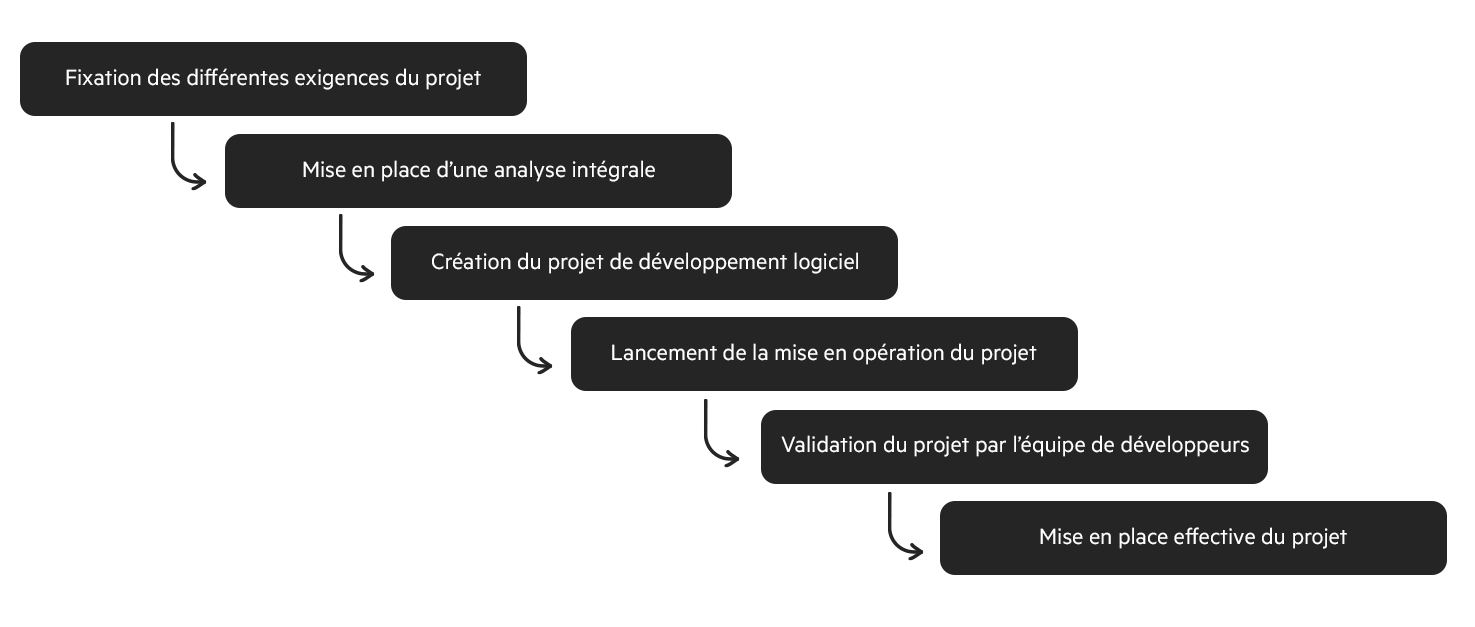 Fixation des différentes exigences du projet
Mise en place d’une analyse intégrale
Création du projet de développement logiciel
Lancement de la mise en opération du projet
Validation du projet par l’équipe de développeurs
Mise en place effective du projet